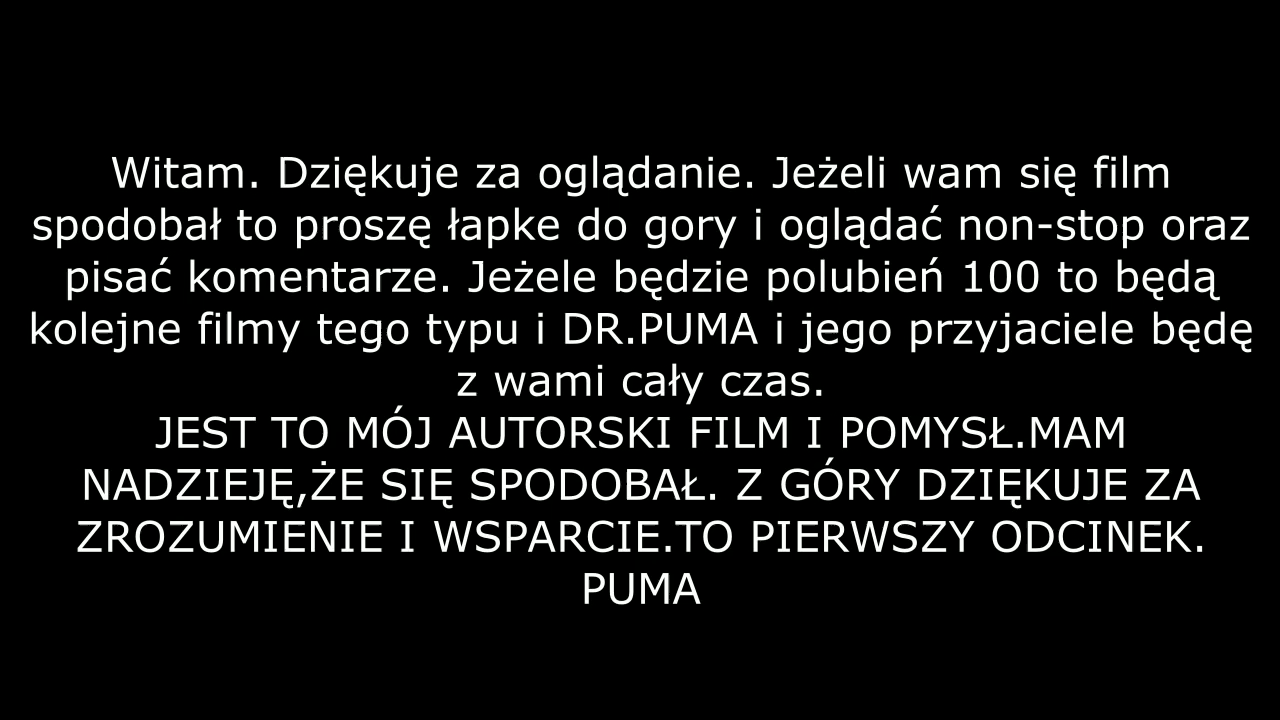 Witam. Dziękuje za oglądanie. Jeżeli wam się film
spodobał to proszę łapke do gory i oglądać non-stop oraz
pisać komentarze. Jeżele będzie polubień 100 to będą
kolejne filmy tego typu i DR.PUMA i jego przyjaciele będę
z wami cały czas.
JEST TO MÓJ AUTORSKI FILM I POMYSŁ.MAM
NADZIEJĘ,ŻE SIĘ SPODOBAŁ. Z GÓRY DZIĘKUJE ZA
ZROZUMIENIE I WSPARCIE.TO PIERWSZY ODCINEK.
PUMA